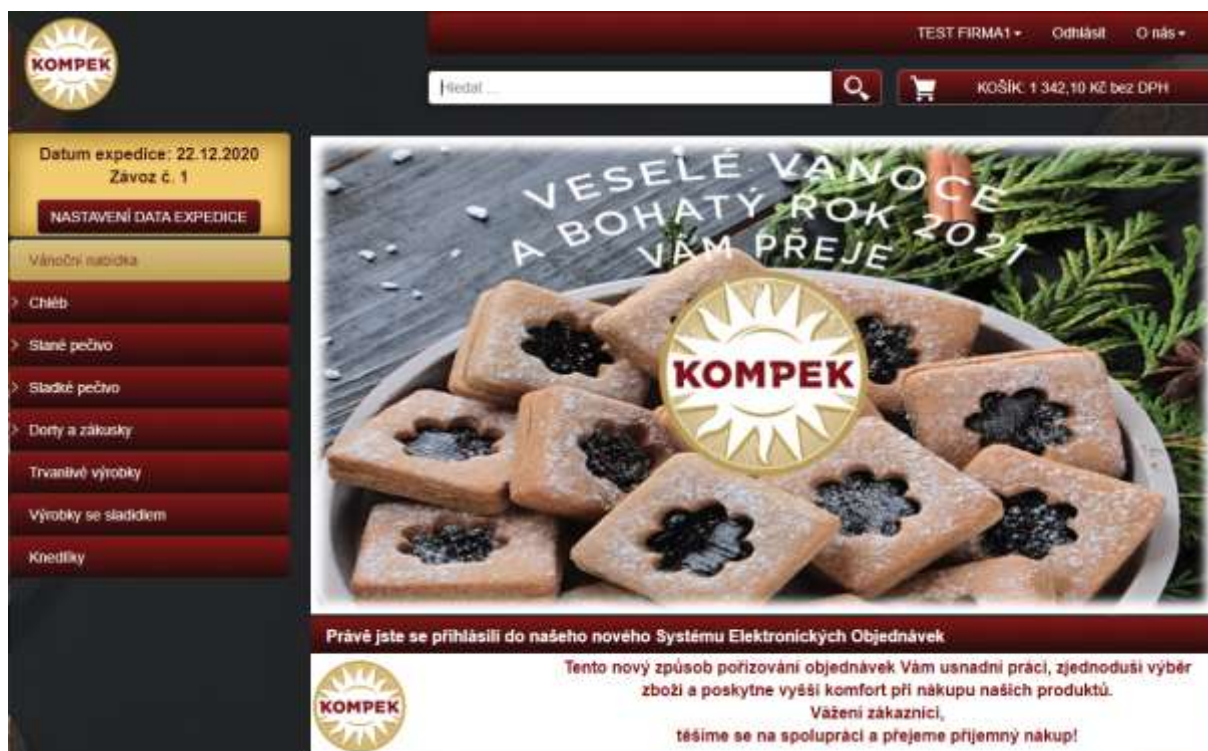 KOMPEK
TEST FIRMA1
Odhlásit
O nás
Hledat ...
KOŠÍK: 1 342,10 Kč bez DPH
Datum expedice: 22.12.2020
Závoz č. 1
NASTAVENÍ DATA EXPEDICE
Vánoční nabídka
Chléb
Slané pečivo
Sladké pečivo
Dorty a zákusky
Trvanlivé výrobky
Výrobky se sladidlem
Knedlíky
VESELÉ VÁNOCE
A BOHATÝ ROK 2021
VÁM PŘEJE
KOMPEK
Právě jste se přihlásili do našeho nového Systému Elektronických Objednávek
KOMPEK
Tento nový způsob pořizování objednávek Vám usnadní práci, zjednoduší výběr
zboží a poskytne vyšší komfort při nákupu našich produktů.
Vážení zákazníci,
těšíme se na spolupráci a přejeme příjemný nákup!